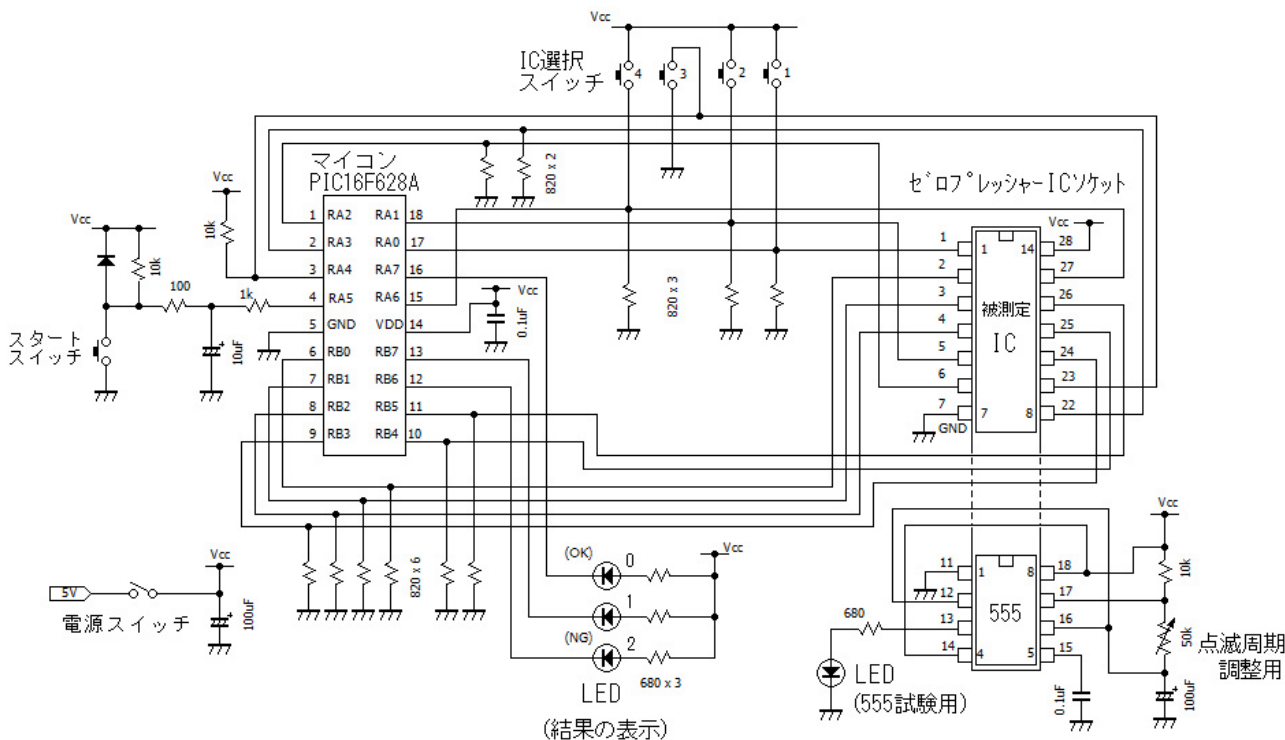 Vcc
IC選択
スイッチ
4
3
2
1
マイコン
PIC16F628A
820 x 2
ゼロプレッシャーICソケット
Vcc
10k
Vcc
10k
100
1k
10uF
スタート
スイッチ
1 RA2 RA1 18
2 RA3 RA0 17
3 RA4 RA7 16
4 RA5 RA6 15
5 GND VDD 14
6 RB0 RB7 13
7 RB1 RB6 12
8 RB2 RB5 11
9 RB3 RB4 10
Vcc
0.1uF
820 x 3
Vcc
1 1 14 28
2 27
3 26
被測定
4 25
IC
5 24
6 23
7 7 8 22
GND
820 x 6
5V
電源スイッチ
Vcc
100uF
Vcc
(OK) 0
1
(NG) 2
680 x 3
LED
(結果の表示)
Vcc
11 1 8 18
12 17
555
13 16
14 4 5 15
10k
50k
点滅周期
調整用
680
LED
(555試験用)
0.1uF
100uF